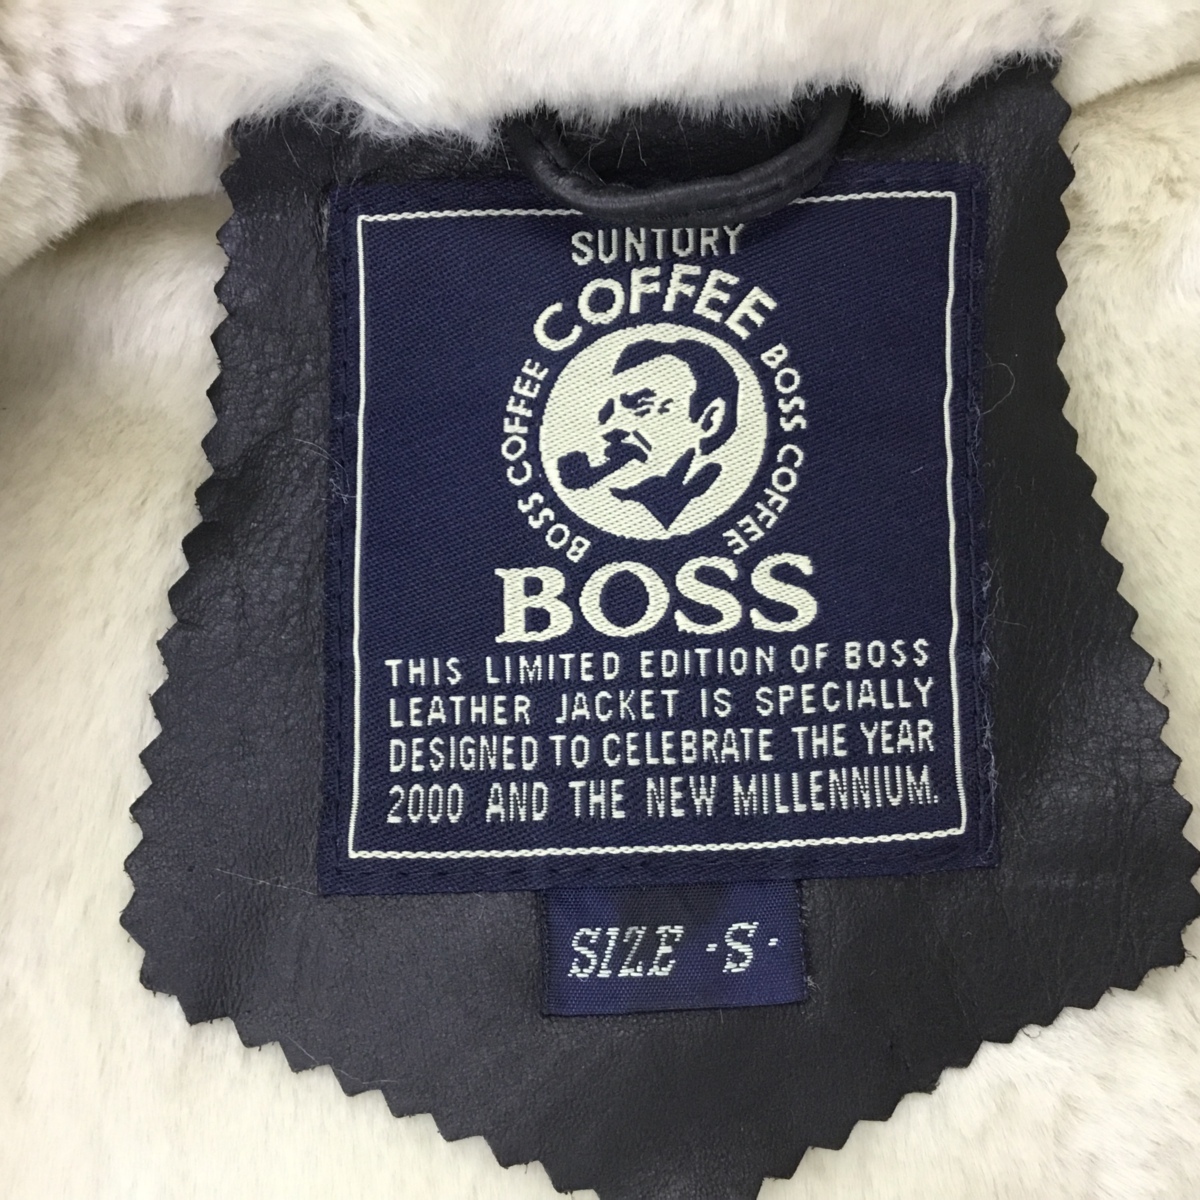 SUNTORY
COFFEE
BOSS COFFEE
BOSS COFFEE
BOSS
THIS LIMITED EDITION OF BOSS
LEATHER JACKET IS SPECIALLY
DESIGNED TO CELEBRATE THE YEAR
2000 AND THE NEW MILLENNIUM.
SIZE -S-